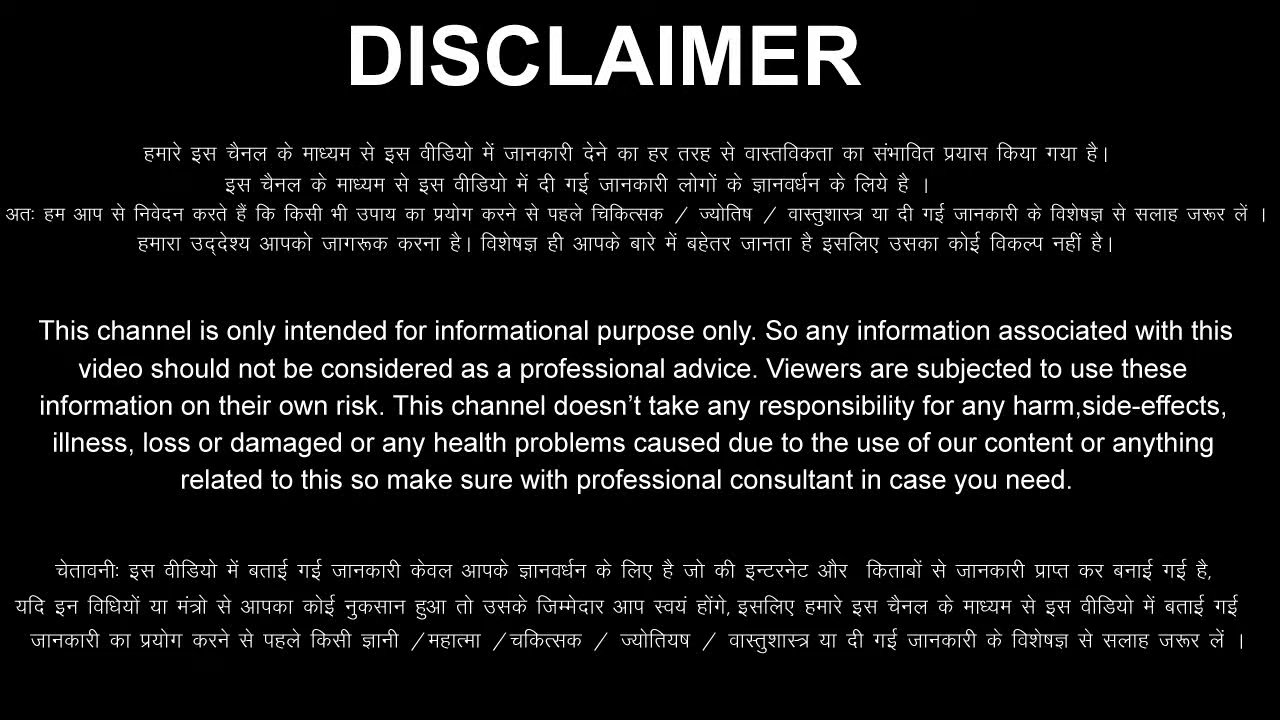 DISCLAIMER
हमारे इस चैनल के माध्यम से इस वीडियो में जानकारी देने का हर तरह से वास्तविकता का संभावित प्रयास किया गया है।
इस चैनल के माध्यम से इस वीडियो में दी गई जानकारी लोगों के ज्ञानवर्धन के लिये है ।
अतः हम आप से निवेदन करते हैं कि किसी भी उपाय का प्रयोग करने से पहले चिकित्सक / ज्योतिष / वास्तुशास्त्र या दी गई जानकारी के विशेषज्ञ से सलाह जरूर लें ।
हमारा उद्देश्य आपको जागरूक करना है। विशेषज्ञ ही आपके बारे में बहेतर जानता है इसलिए उसका कोई विकल्प नहीं है।
This channel is only intended for informational purpose only. So any information associated with this
video should not be considered as a professional advice. Viewers are subjected to use these
information on their own risk. This channel doesn’t take any responsibility for any harm,side-effects,
illness, loss or damaged or any health problems caused due to the use of our content or anything
related to this so make sure with professional consultant in case you need.
चेतावनीः इस वीडियो में बताई गई जानकारी केवल आपके ज्ञानवर्धन के लिए है जो की इन्टरनेट और किताबों से जानकारी प्राप्त कर बनाई गई है,
यदि इन विधियों या मंत्रो से आपका कोई नुकसान हुआ तो उसके जिम्मेदार आप स्वयं होंगे, इसलिए हमारे इस चैनल के माध्यम से इस वीडियो में बताई गई
जानकारी का प्रयोग करने से पहले किसी ज्ञानी /महात्मा /चकित्सक / ज्योतियष / वास्तुशास्त्र या दी गई जानकारी के विशेषज्ञ से सलाह जरूर लें ।